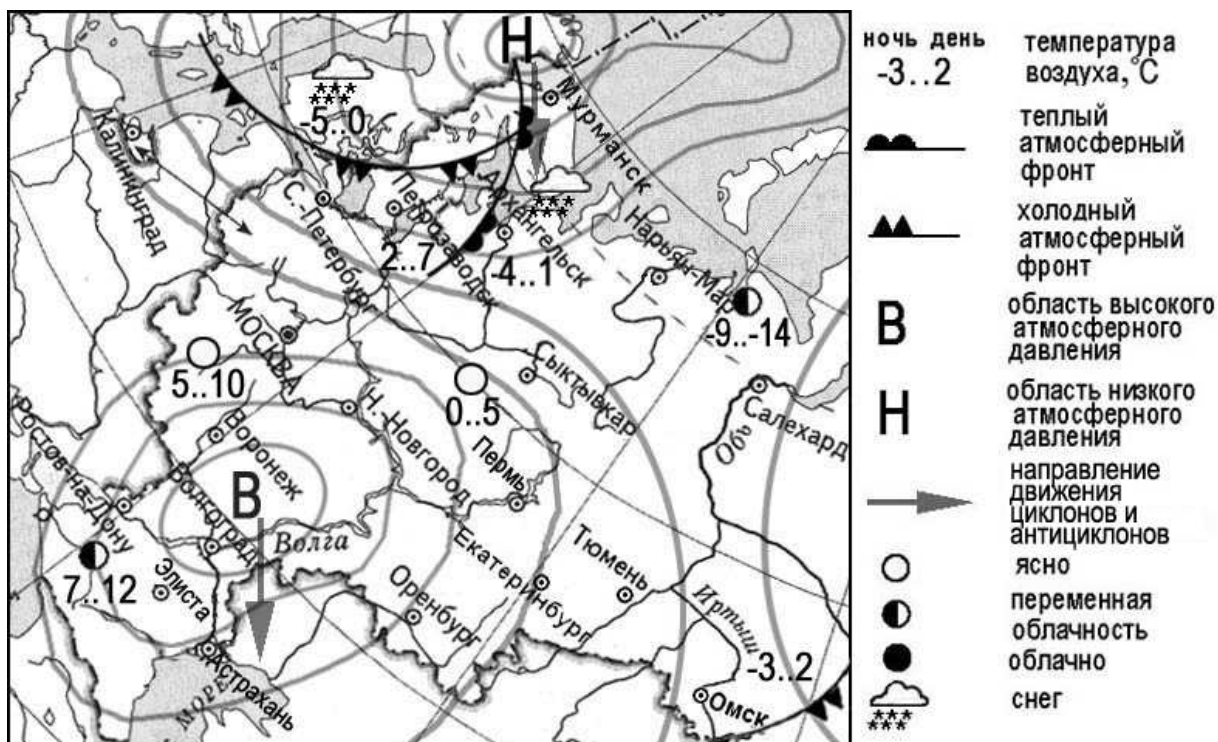 Н
Мурманск
-5..0
Калининград
С.-Петербург
Петрозаводск
Архангельск
Нарьян-Мар
2..7
-4..1
-9..-14
МОСКВА
5..10
Сыктывкар
0..5
Салехард
Обь
Н.-Новгород
Воронеж
Пермь
Ростов-на-Дону
В
Волгоград
Волга
Екатеринбург
Тюмень
7..12
Элиста
Оренбург
Иртыш
-3..2
Астрахань
МОРЕ
Омск
ночь день
-3..2
температура
воздуха,°С
теплый
атмосферный
фронт
холодный
атмосферный
фронт
В
область высокого
атмосферного
давления
Н
область низкого
атмосферного
давления
направление
движения
циклонов и
антициклонов
ясно
переменная
облачность
облачно
снег